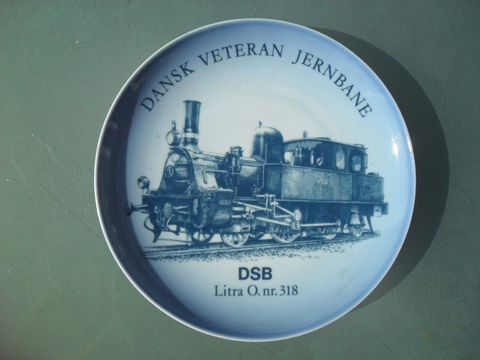 DANSK VETERAN JERNBANE
DSB
Litra O. nr. 318